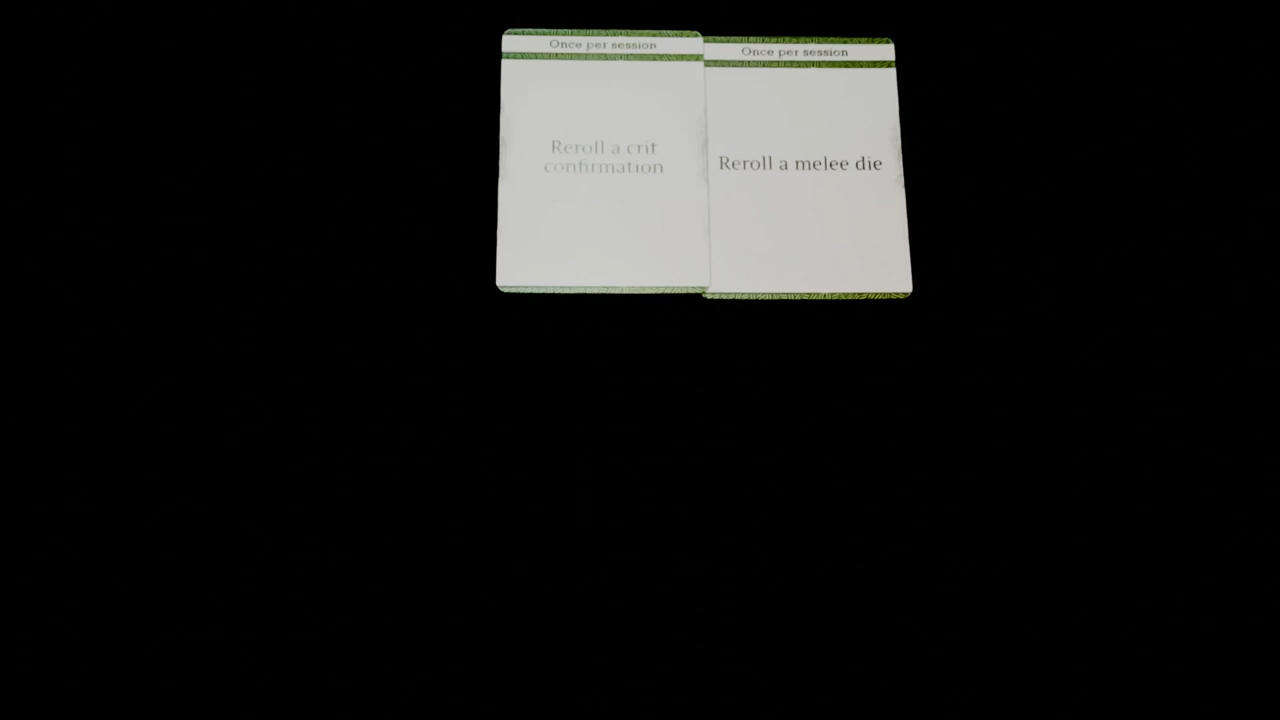 Once per session
Reroll a crit
confirmation
Once per session
Reroll a melee die